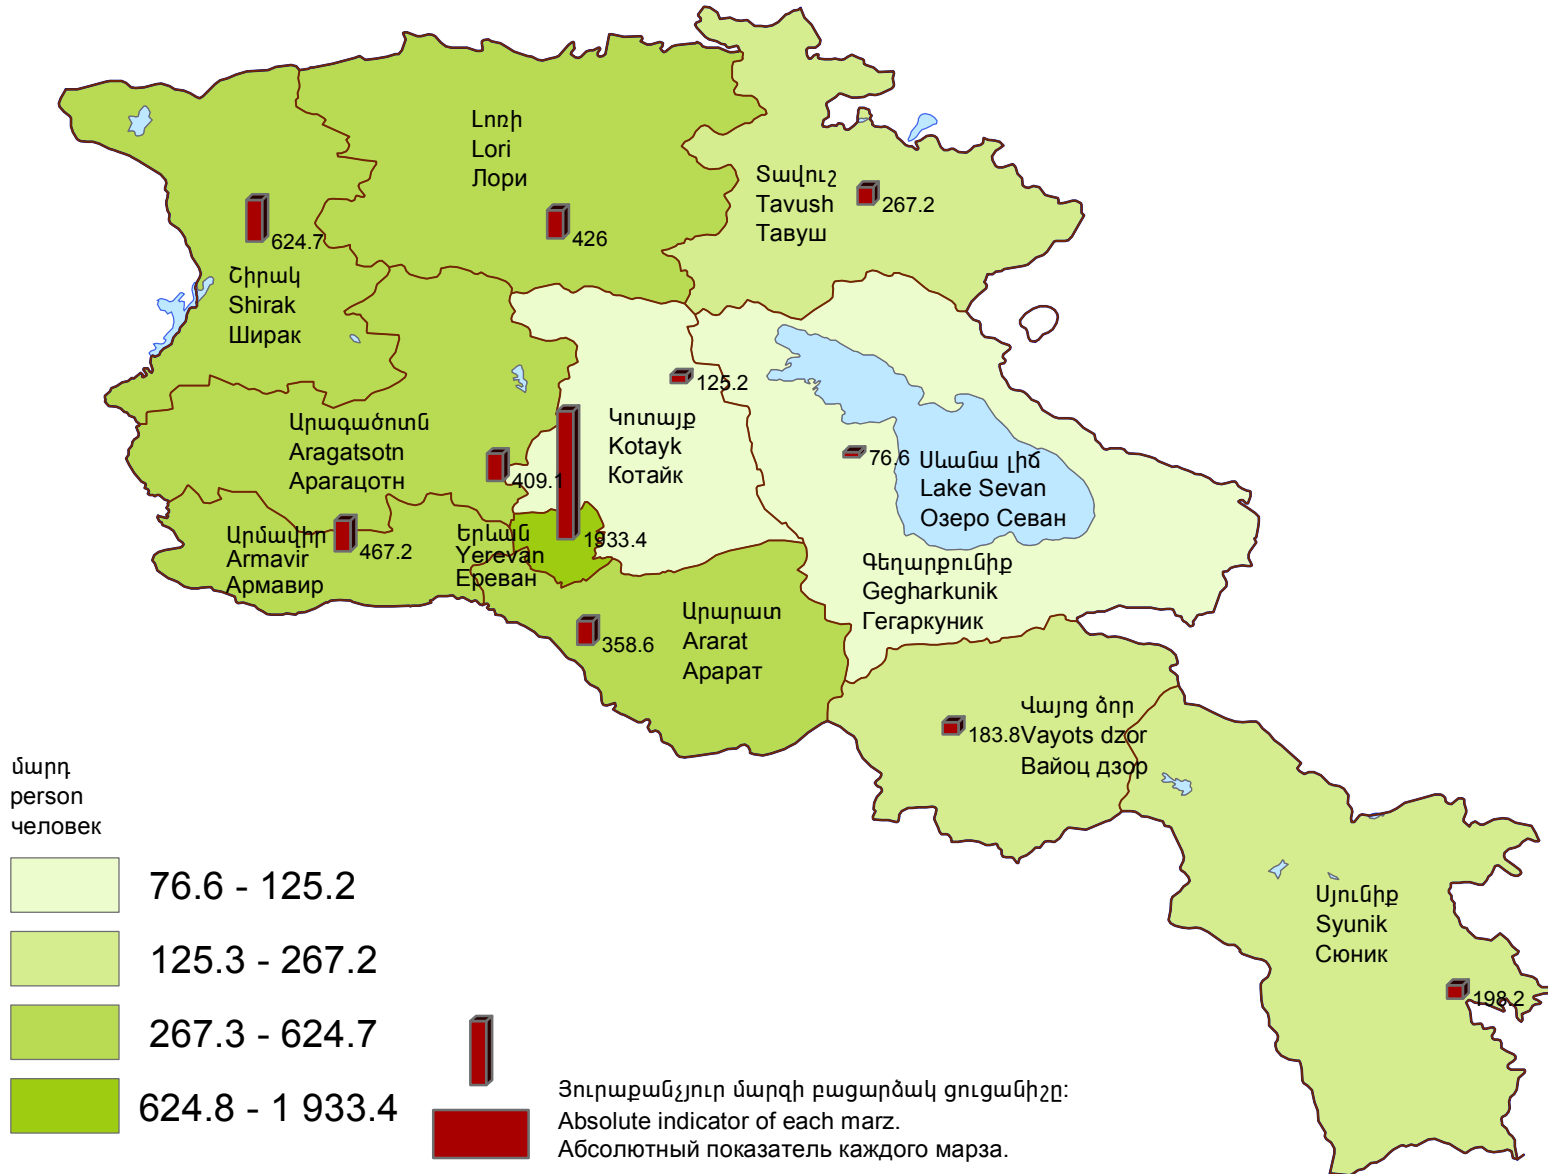 Լոռի
Lori
Лори
Տավուշ
Tavush
Тавуш
267.2
624.7
426
Շիրակ
Shirak
Ширак
125.2
Արագածոտն
Aragatsotn
Арагацотн
409.1
Կոտայք
Kotayk
Котайк
76.6
Սևանա լիճ
Lake Sevan
Озеро Севан
Արմավիր
Armavir
Армавир
467.2
Երևան
Yerevan
Ереван
1933.4
Գեղարքունիք
Gegharkunik
Гегаркуник
358.6
Արարատ
Ararat
Арарат
183.8
Վայոց ձոր
Vayots dzor
Вайоц дзор
Սյունիք
Syunik
Сюник
198.2
մարդ
person
человек
76.6 - 125.2
125.3 - 267.2
267.3 - 624.7
624.8 - 1 933.4
Յուրաքանչյուր մարզի բացարձակ ցուցանիշը:
Absolute indicator of each marz.
Абсолютный показатель каждого марза.